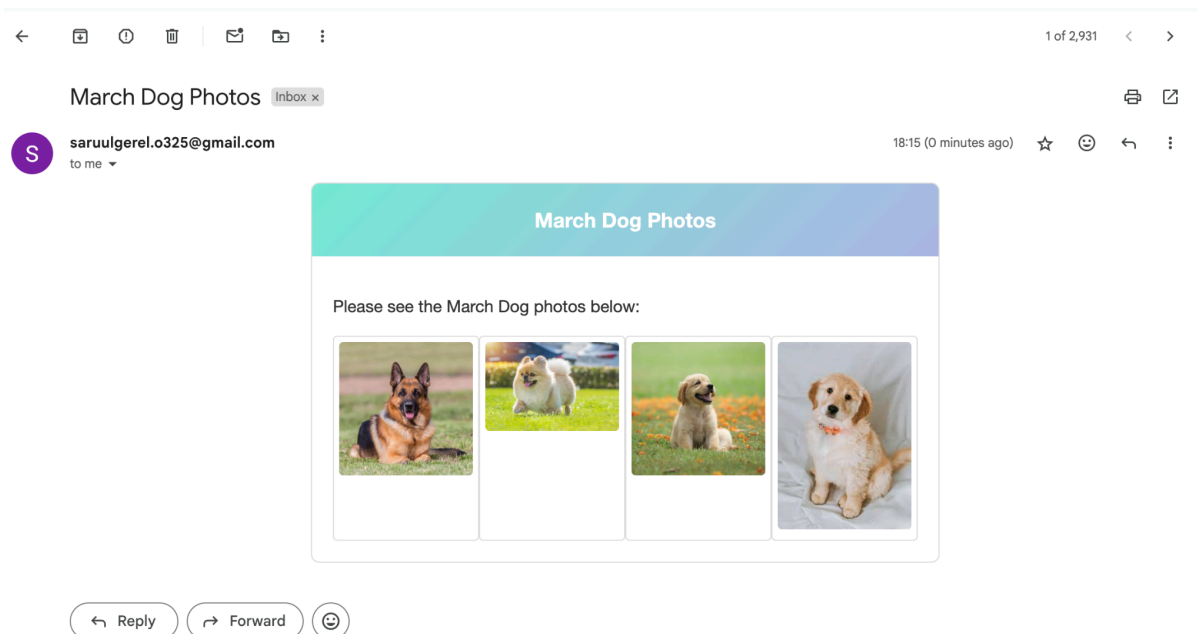 1 of 2,931
March Dog Photos Inbox ×
S
saruulgerel.o325@gmail.com 18:15 (0 minutes ago)
to me
March Dog Photos
Please see the March Dog photos below:
Reply Forward